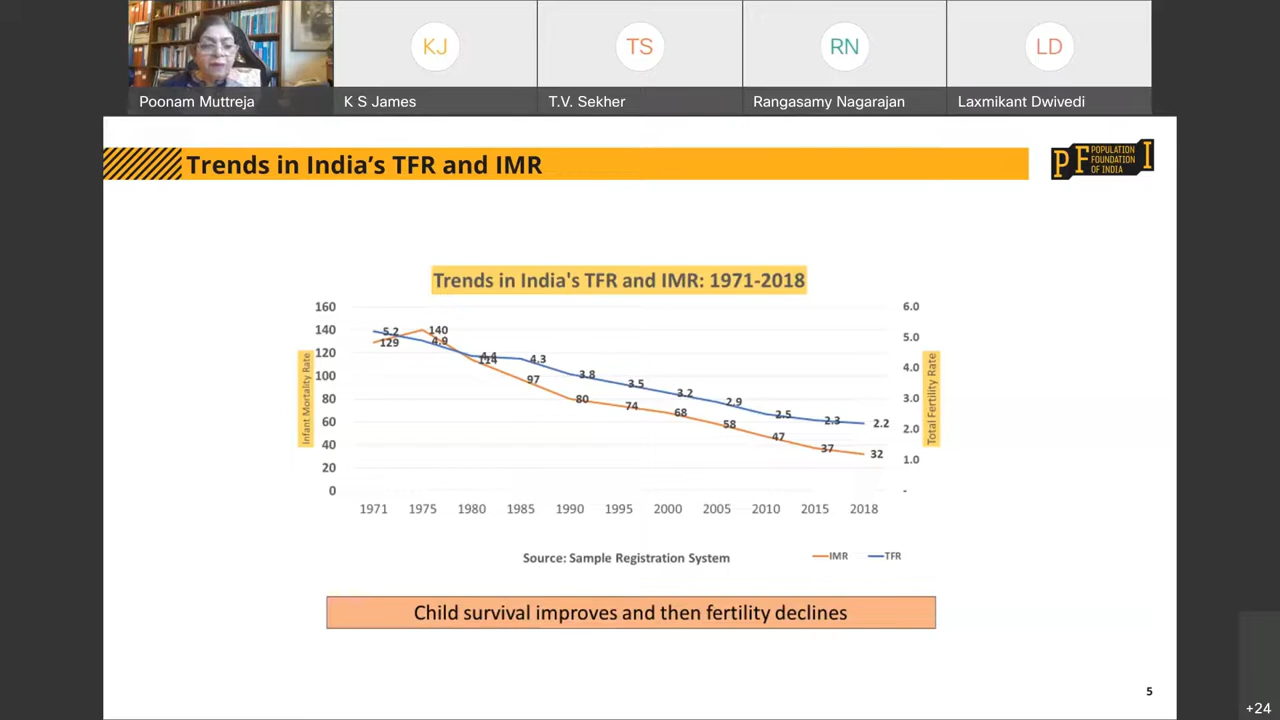 KJ
TS
RN
LD
Poonam Muttreja
K S James
T.V. Sekher
Rangasamy Nagarajan
Laxmikant Dwivedi
Trends in India's TFR and IMR
PFI
POPULATION
FOUNDATION
OF INDIA
Trends in India's TFR and IMR: 1971-2018
Infant Mortality Rate
160
140
120
100
80
60
40
20
0
5.2
4.9
4.4
4.3
3.8
3.5
3.2
2.9
2.5
2.3
2.2
129
140
114
97
80
74
68
58
47
37
32
6.0
5.0
4.0
3.0
2.0
1.0
-
Total Fertility Rate
1971 1975 1980 1985 1990 1995 2000 2005 2010 2015 2018
Source: Sample Registration System
IMR TFR
Child survival improves and then fertility declines
5
+24